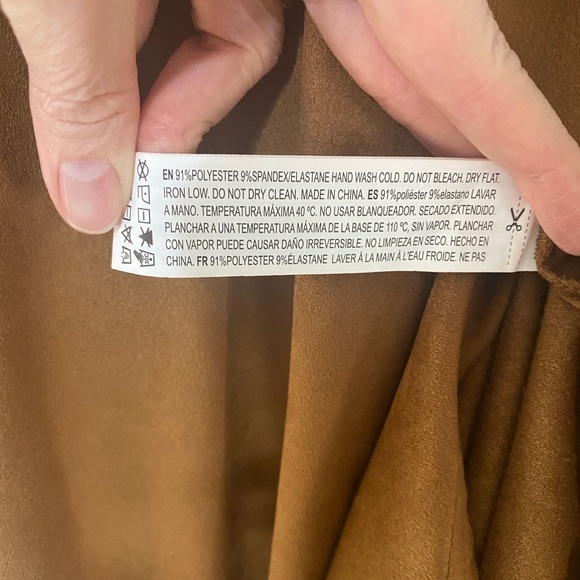 EN 91%POLYESTER 9%SPANDEX/ELASTANE HAND WASH COLD. DO NOT BLEACH. DRY FLAT.
IRON LOW. DO NOT DRY CLEAN. MADE IN CHINA. ES 91%poliéster 9%elastano LAVAR
A MANO. TEMPERATURA MÁXIMA 40 ºC. NO USAR BLANQUEADOR. SECADO EXTENDIDO.
PLANCHAR A UNA TEMPERATURA MÁXIMA DE LA BASE DE 110 ºC, SIN VAPOR. PLANCHAR
CON VAPOR PUEDE CAUSAR DAÑO IRREVERSIBLE. NO LIMPIEZA EN SECO. HECHO EN
CHINA. FR 91%POLYESTER 9%ÉLASTANE LAVER À LA MAIN À L'EAU FROIDE. NE PAS